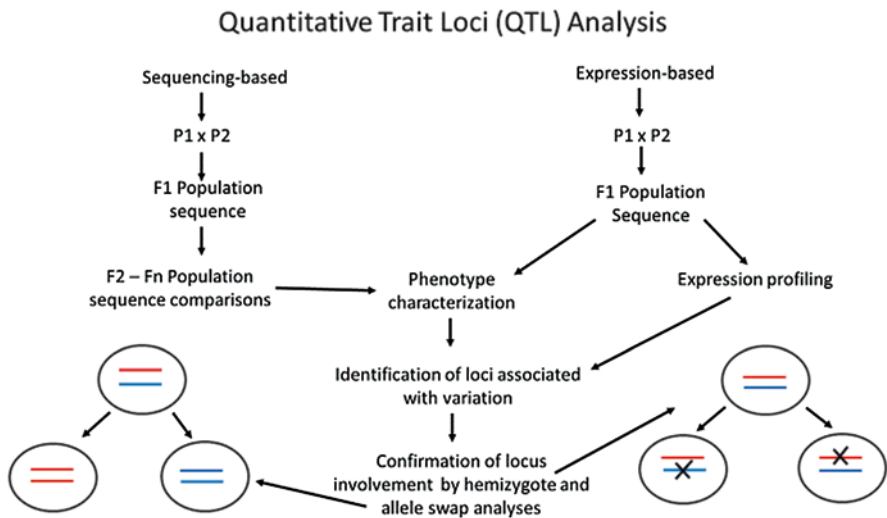 Quantitative Trait Loci (QTL) Analysis
Sequencing-based
P1 x P2
F1 Population
sequence
F2 – Fn Population
sequence comparisons
Expression-based
P1 x P2
F1 Population
Sequence
Phenotype
characterization
Expression profiling
Identification of loci associated
with variation
Confirmation of locus
involvement by hemizygote and
allele swap analyses